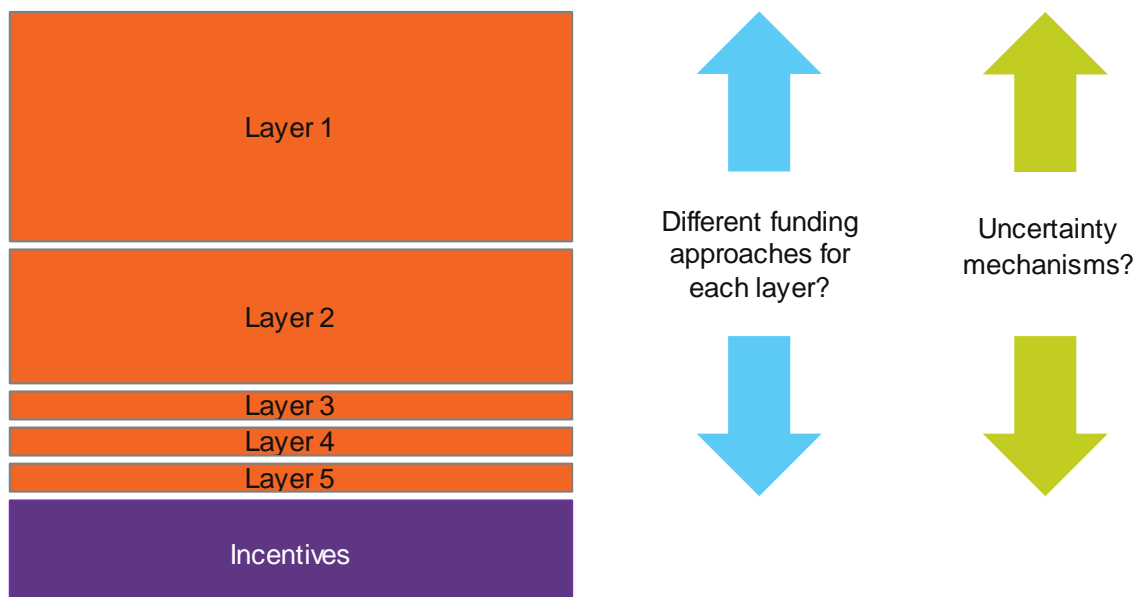 Layer 1
Layer 2
Layer 3
Layer 4
Layer 5
Incentives
Different funding
approaches for
each layer?
Uncertainty
mechanisms?